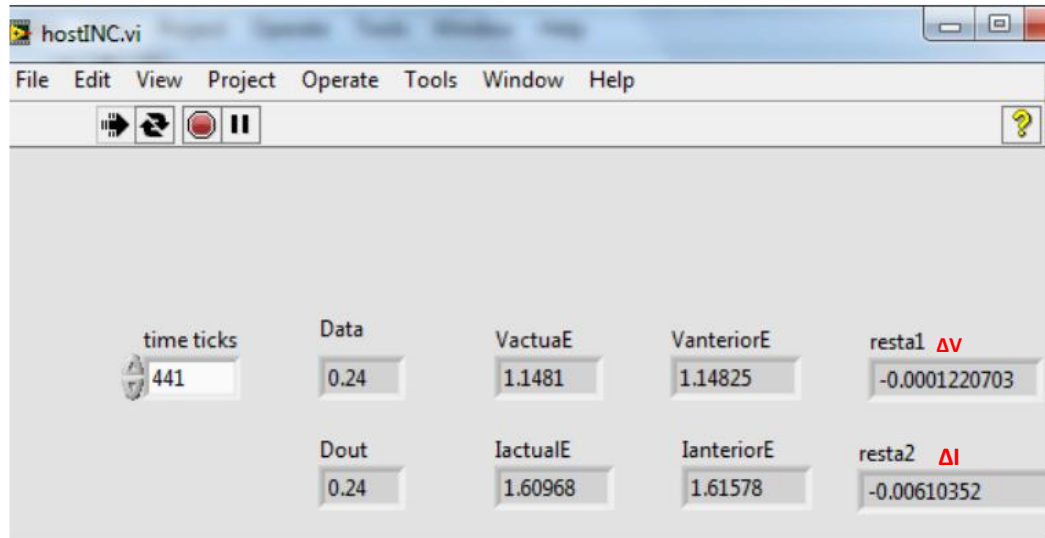 hostINC.vi
File Edit View Project Operate Tools Window Help
time ticks
441
Data
0.24
VactuaE
1.1481
VanteriorE
1.14825
resta1 ΔV
-0.0001220703
Dout
0.24
IactualE
1.60968
IanteriorE
1.61578
resta2 ΔI
-0.00610352